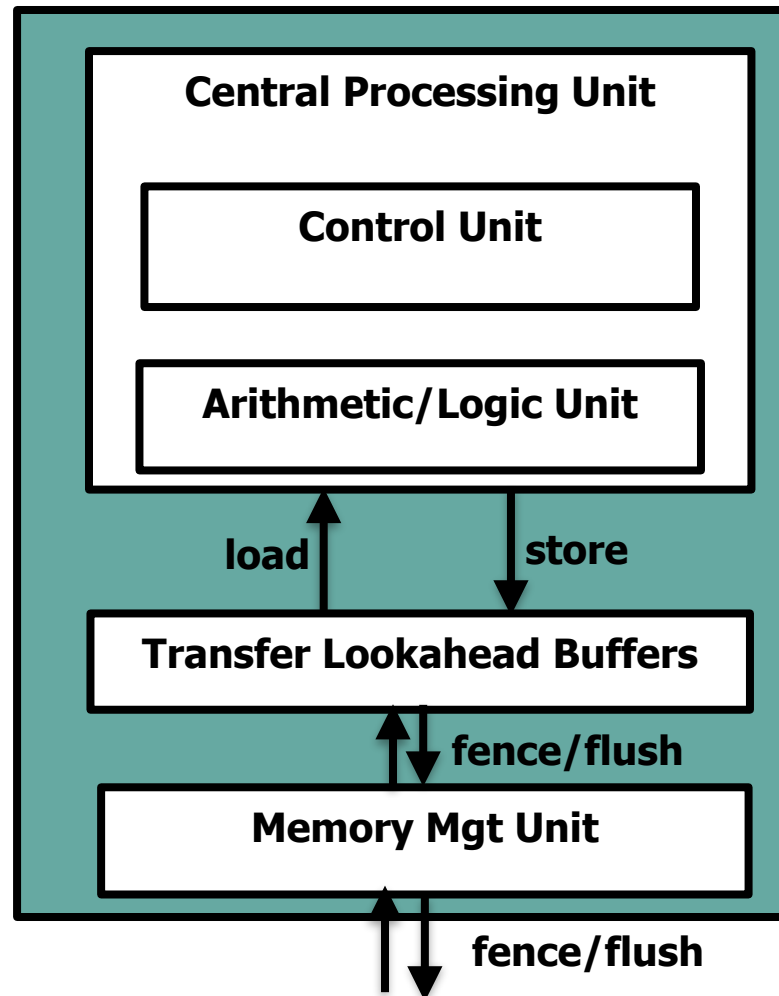 Central Processing Unit
Control Unit
Arithmetic/Logic Unit
load
store
Transfer Lookahead Buffers
fence/flush
Memory Mgt Unit
fence/flush